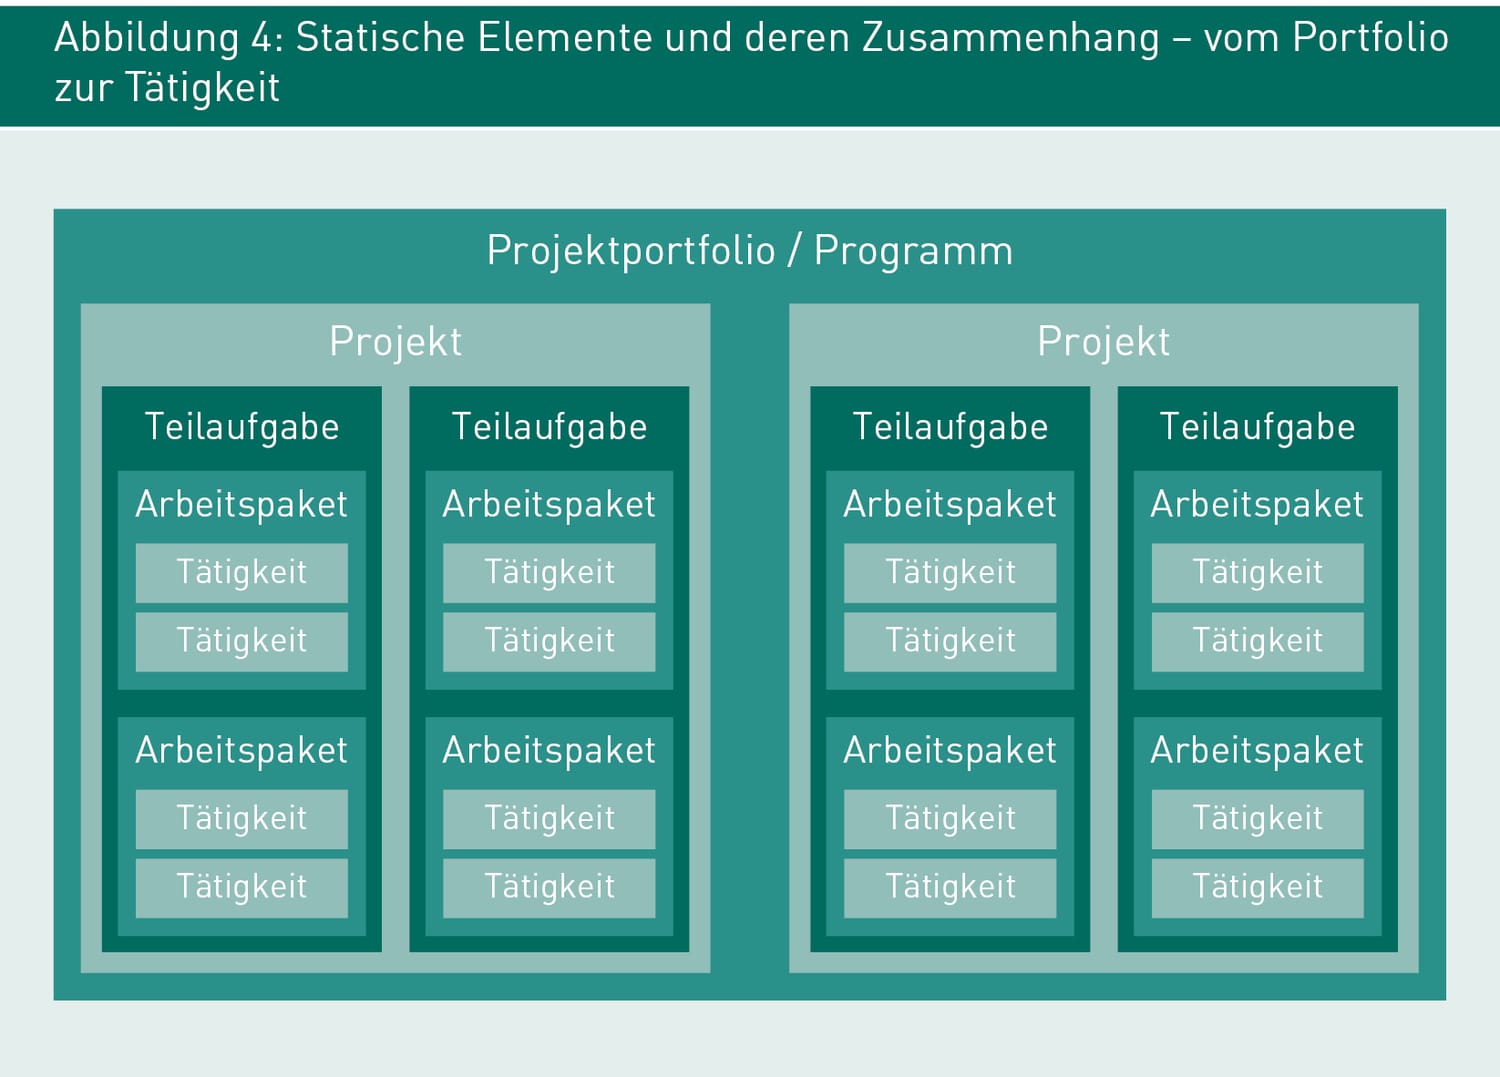 Abbildung 4: Statische Elemente und deren Zusammenhang – vom Portfolio
zur Tätigkeit
Projektportfolio / Programm
Projekt
Teilaufgabe
Arbeitspaket
Tätigkeit
Tätigkeit
Arbeitspaket
Tätigkeit
Tätigkeit
Teilaufgabe
Arbeitspaket
Tätigkeit
Tätigkeit
Arbeitspaket
Tätigkeit
Tätigkeit
Projekt
Teilaufgabe
Arbeitspaket
Tätigkeit
Tätigkeit
Arbeitspaket
Tätigkeit
Tätigkeit
Teilaufgabe
Arbeitspaket
Tätigkeit
Tätigkeit
Arbeitspaket
Tätigkeit
Tätigkeit